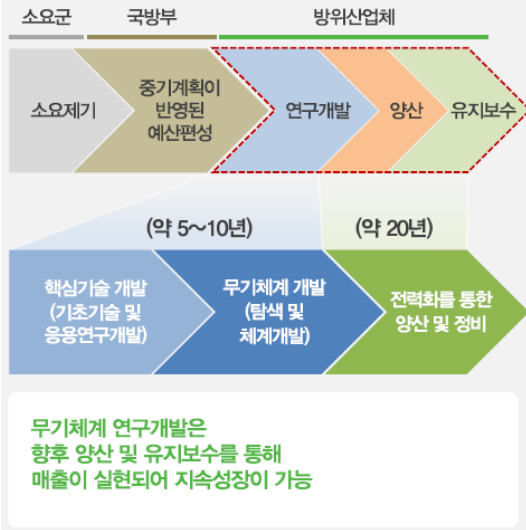 소요군 국방부 방위산업체
소요제기
중기계획이
반영된
예산편성
연구개발
양산
유지보수
(약 5~10년) (약 20년)
핵심기술 개발
(기초기술 및
응용연구개발)
무기체계 개발
(탐색 및
체계개발)
전력화를 통한
양산 및 정비
무기체계 연구개발은
향후 양산 및 유지보수를 통해
매출이 실현되어 지속성장이 가능